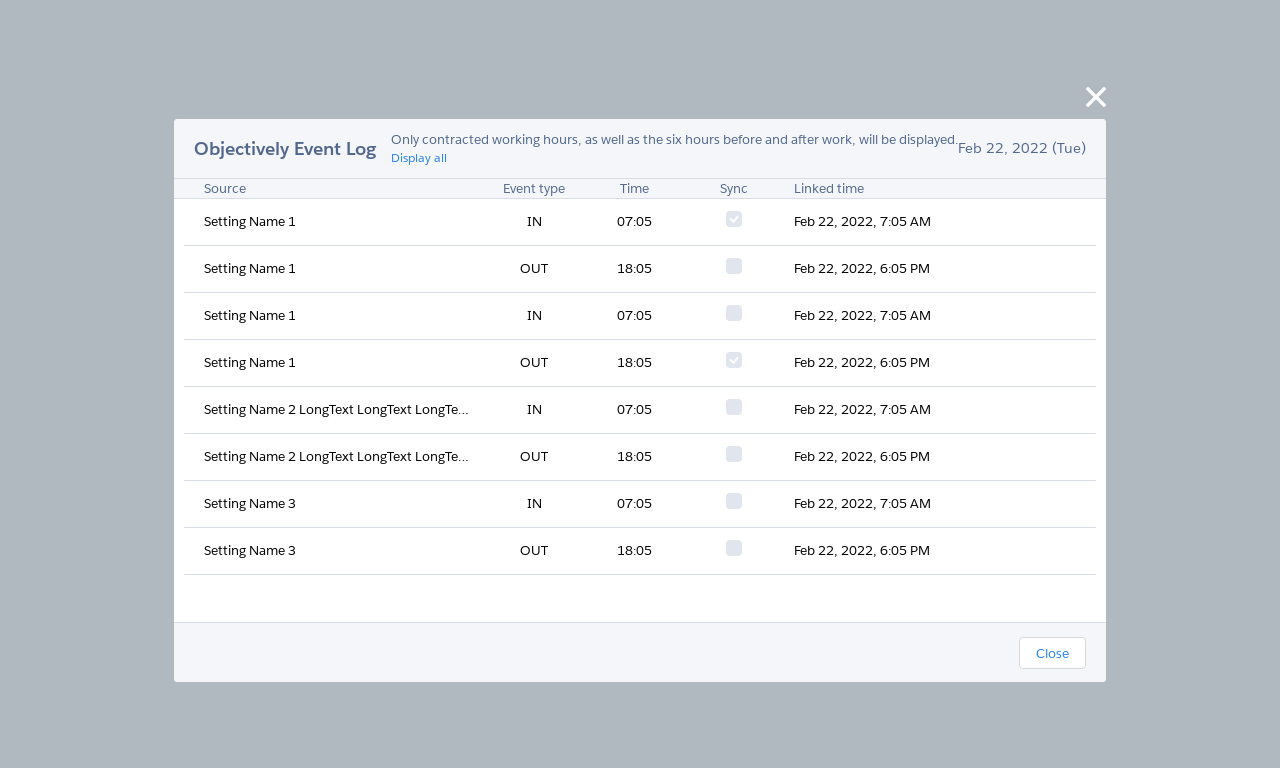 Objectively Event Log
Only contracted working hours, as well as the six hours before and after work, will be displayed.
Display all
Feb 22, 2022 (Tue)
Source Event type Time Sync Linked time
Setting Name 1 IN 07:05 Feb 22, 2022, 7:05 AM
Setting Name 1 OUT 18:05 Feb 22, 2022, 6:05 PM
Setting Name 1 IN 07:05 Feb 22, 2022, 7:05 AM
Setting Name 1 OUT 18:05 Feb 22, 2022, 6:05 PM
Setting Name 2 LongText LongText LongTe... IN 07:05 Feb 22, 2022, 7:05 AM
Setting Name 2 LongText LongText LongTe... OUT 18:05 Feb 22, 2022, 6:05 PM
Setting Name 3 IN 07:05 Feb 22, 2022, 7:05 AM
Setting Name 3 OUT 18:05 Feb 22, 2022, 6:05 PM
Close